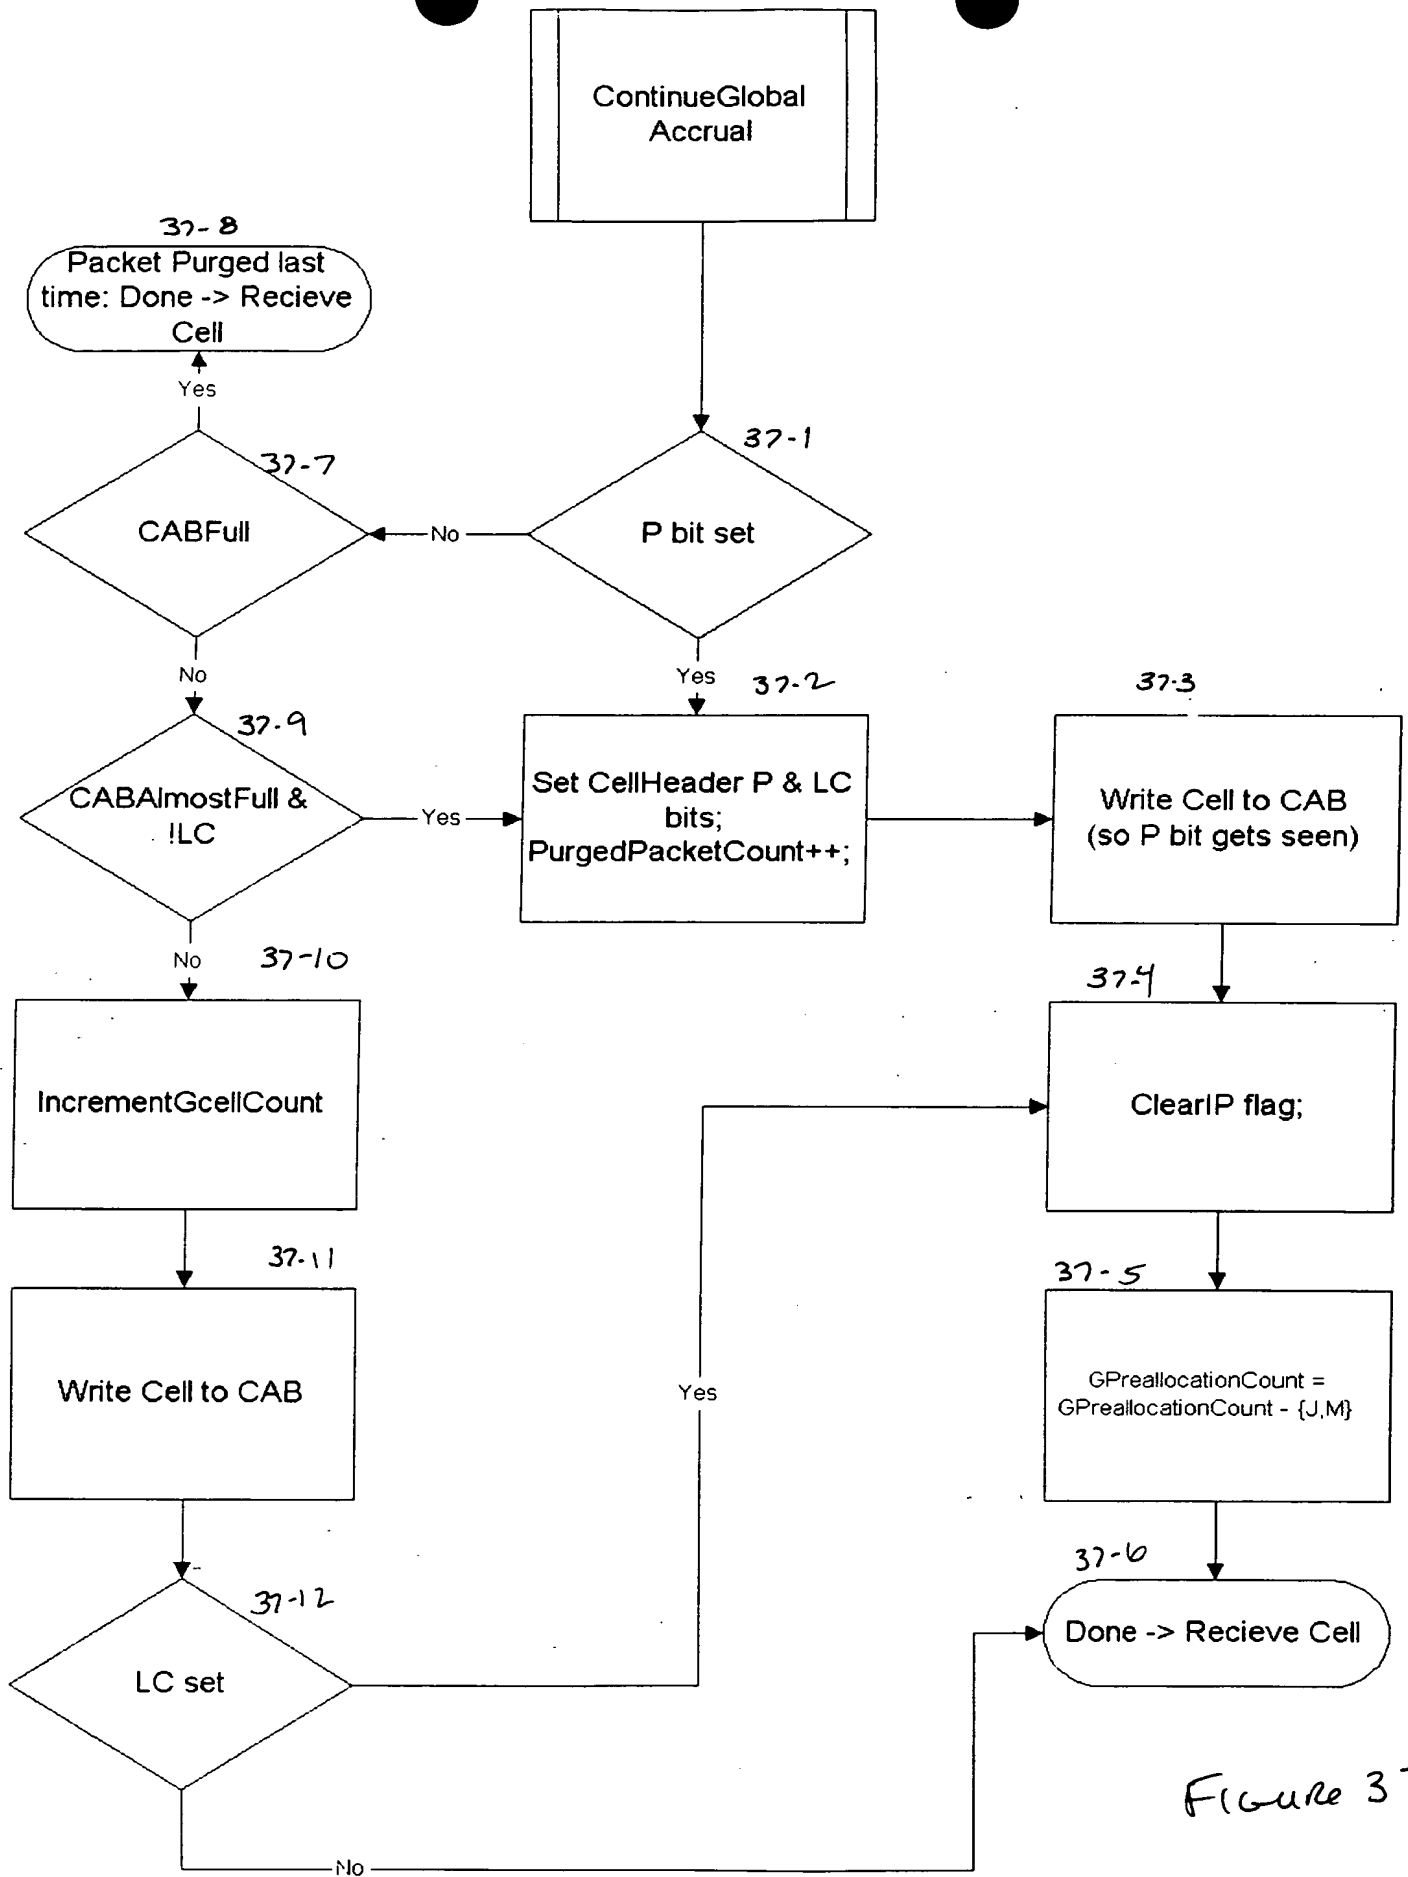 ContinueGlobal
Accrual
37-8
Packet Purged last
time: Done -> Recieve
Cell
Yes
37-1
37-7
CABFull
No
P bit set
No
Yes
37-2
37-3
37-9
CABAlmostFull &
!LC
Yes
Set CellHeader P & LC
bits;
PurgedPacketCount++;
Write Cell to CAB
(so P bit gets seen)
No
37-10
37-4
IncrementGcellCount
ClearIP flag;
37-11
37-5
Write Cell to CAB
Yes
GPreallocationCount =
GPreallocationCount - {J,M}
37-6
37-12
LC set
Done -> Recieve Cell
No
Figure 3